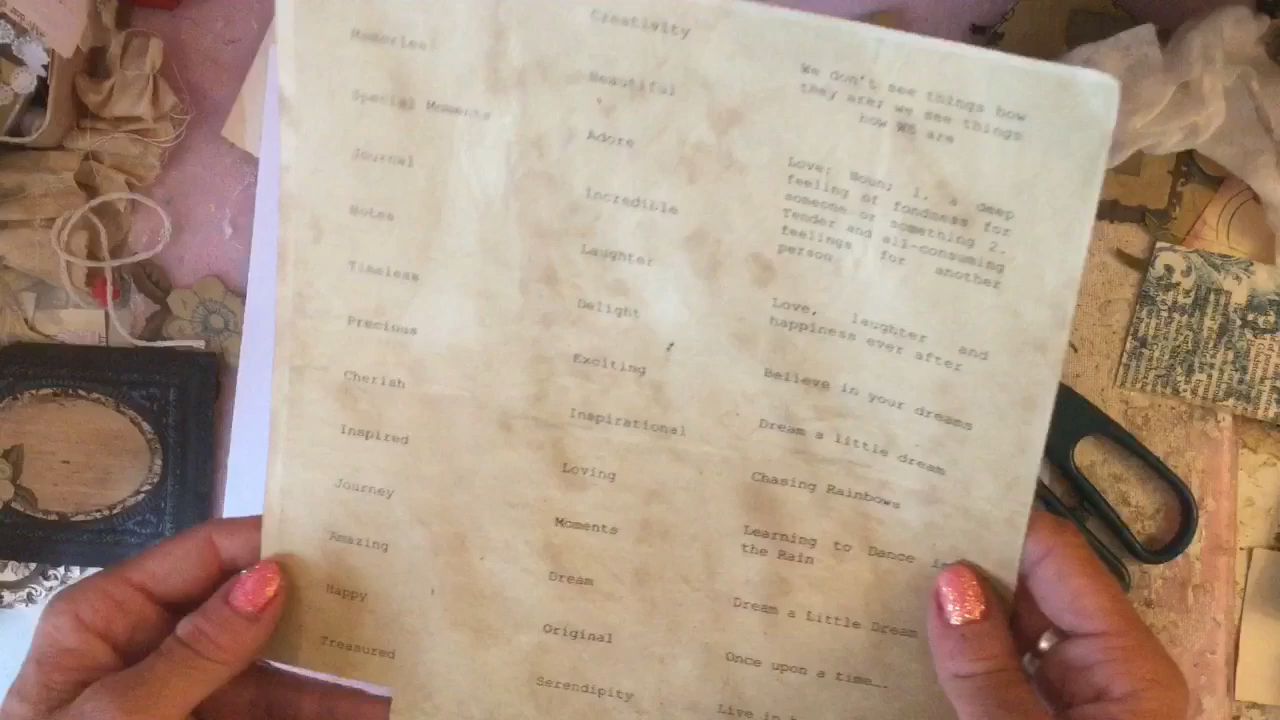 Memories
Special Moments
Journal
Notes
Timeless
Precious
Cherish
Inspired
Journey
Amazing
Happy
Treasured
Creativity
Beautiful
Adore
Incredible
Laughter
Delight
Exciting
Inspirational
Loving
Moments
Dream
Original
Serendipity
We don't see things how
they are; we see things
how WE are
Love: Noun; 1. a deep
feeling of fondness for
someone or something 2.
Tender and all-consuming
feelings for another
person
Love, laughter and
happiness ever after
Believe in your dreams
Dream a little dream
Chasing Rainbows
Learning to Dance in
the Rain
Dream a Little Dream
Once upon a time….
Live in